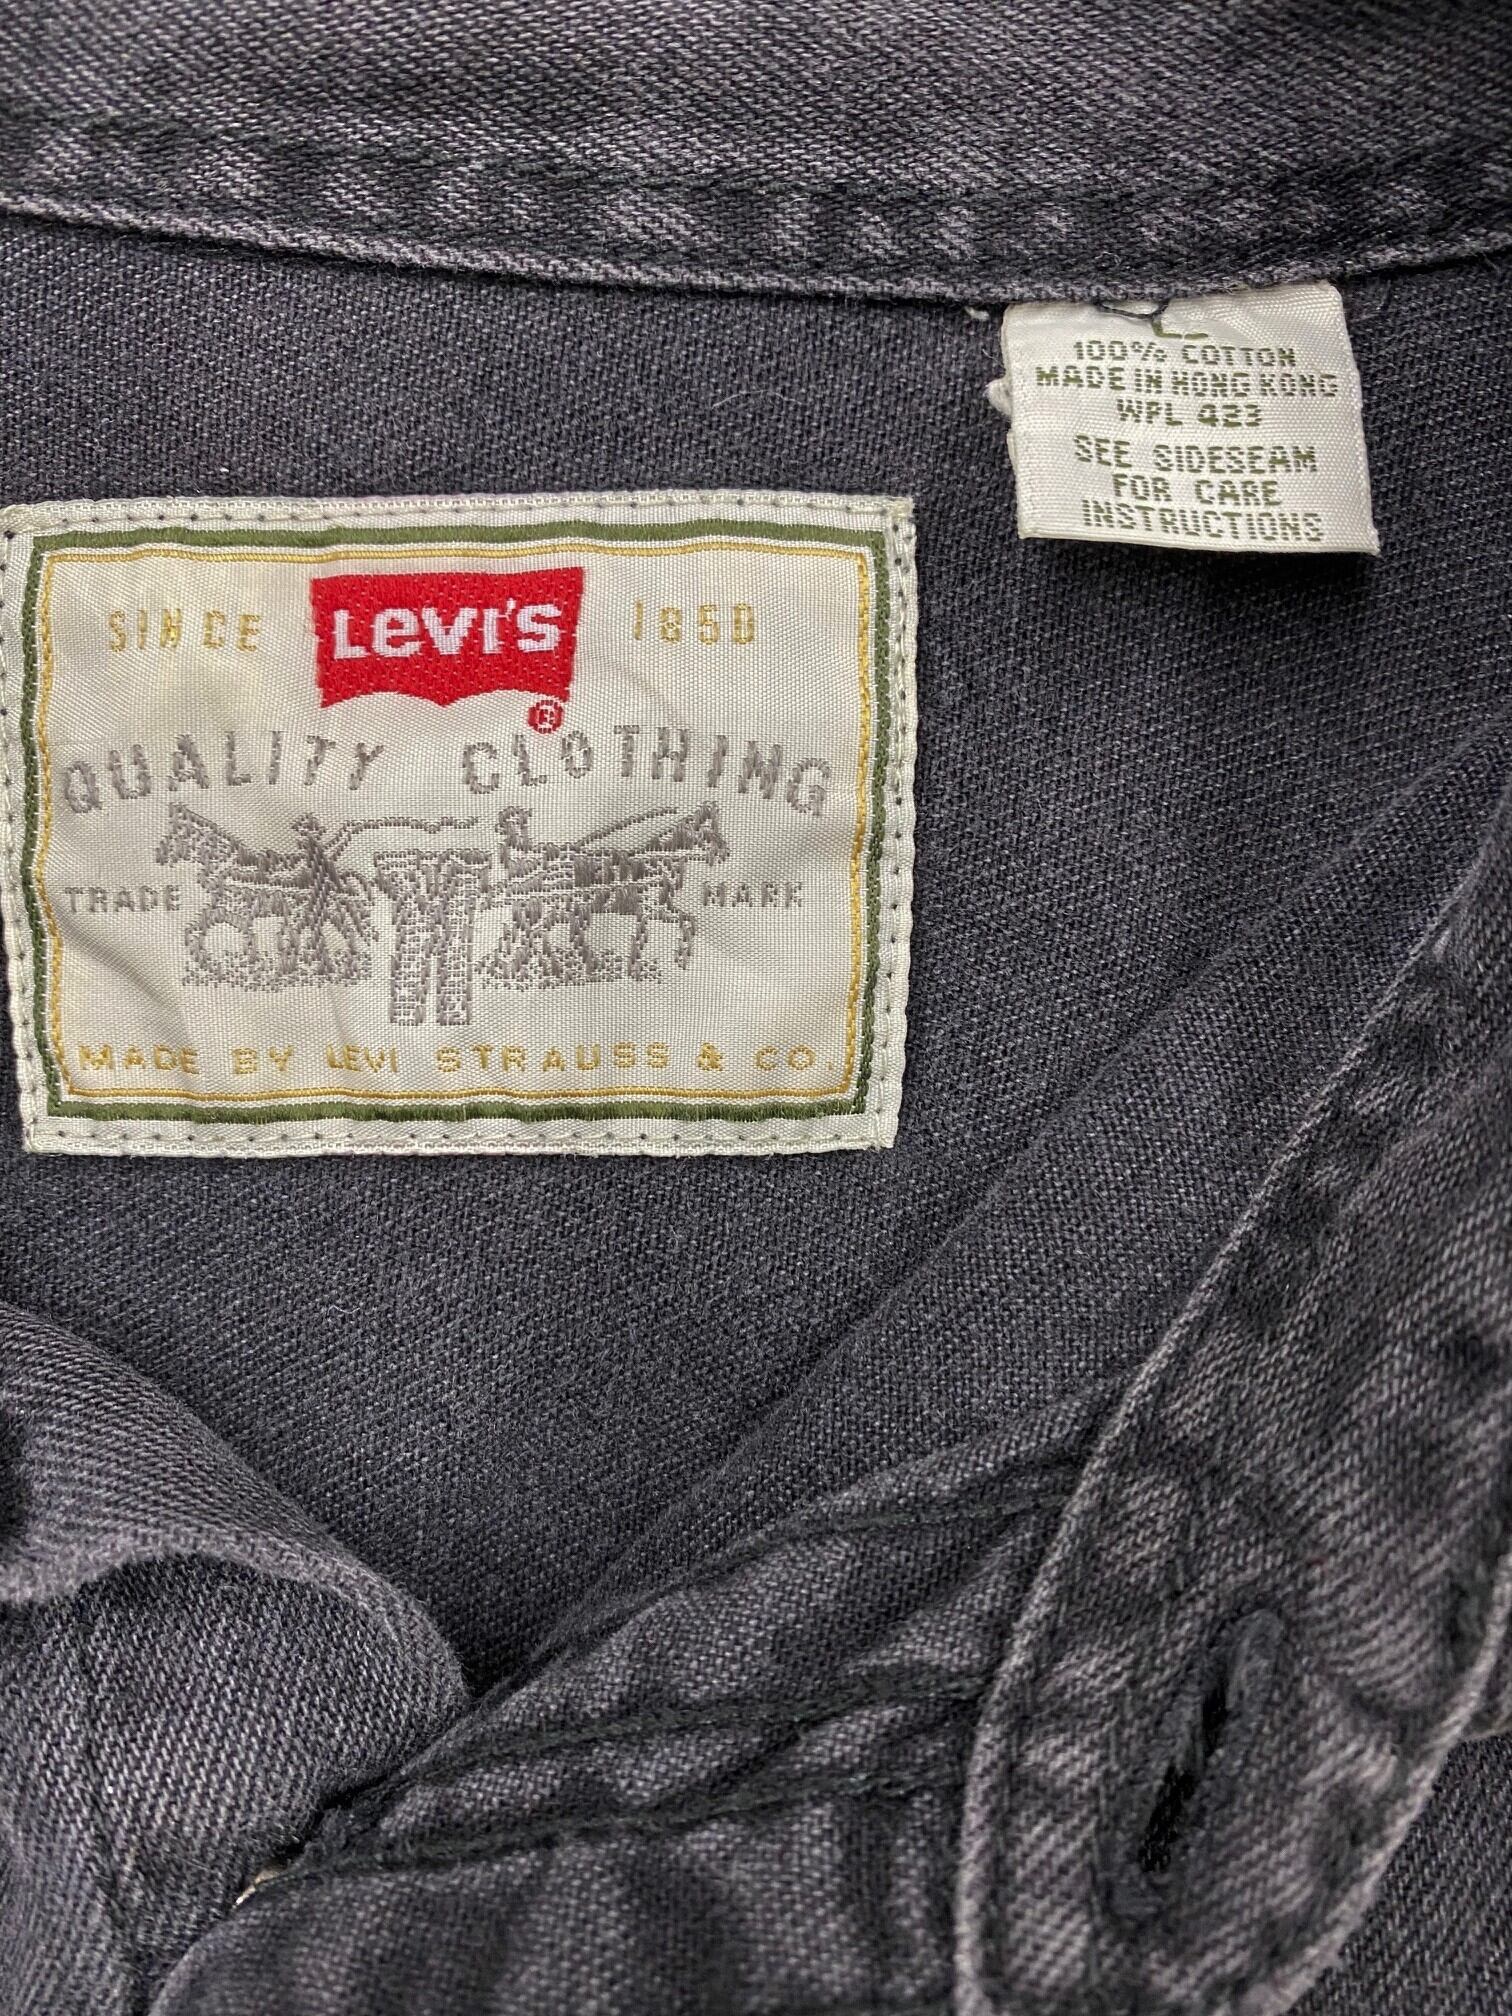 100% COTTON
MADE IN HONG KONG
WPL 423
SEE SIDESEAM
FOR CARE
INSTRUCTIONS
SINCE LEVI'S ® 1850
QUALITY CLOTHING
TRADE MARK
MADE BY LEVI STRAUSS & CO.